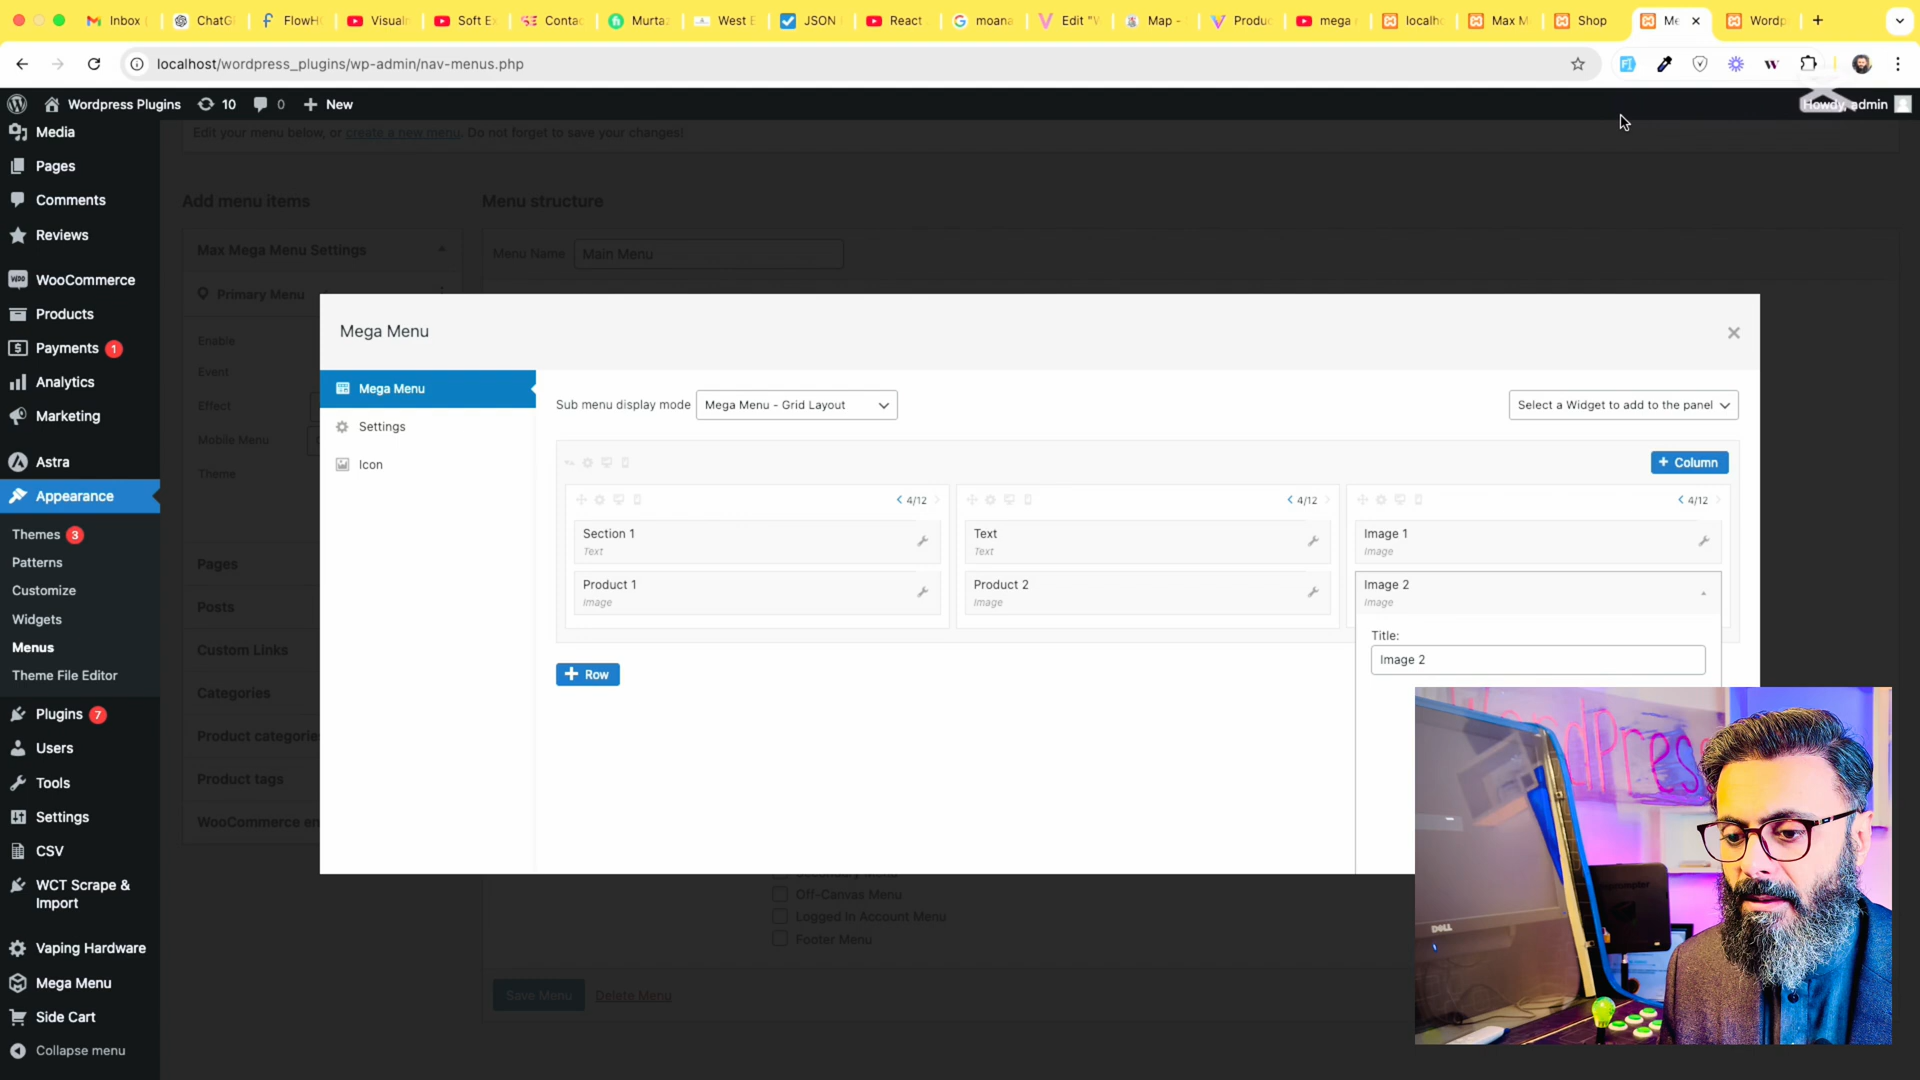 Inbox
ChatG
FlowH
Visual
Soft Ex
Contac
Murtaz
West E
JSON
React
moana
Edit "V
Map -
Produc
mega
localh
Max M
Shop
Me
Wordp
localhost/wordpress_plugins/wp-admin/nav-menus.php
Wordpress Plugins
10
0
New
Howdy, admin
Media
Pages
Comments
Reviews
WooCommerce
Products
Payments 1
Analytics
Marketing
Astra
Appearance
Themes 3
Patterns
Customize
Widgets
Menus
Theme File Editor
Plugins 7
Users
Tools
Settings
CSV
WCT Scrape &
Import
Vaping Hardware
Mega Menu
Side Cart
Collapse menu
Edit your menu below, or create a new menu. Do not forget to save your changes!
Add menu items
Menu structure
Max Mega Menu Settings
Menu Name
Main Menu
Primary Menu
Enable
Event
Effect
Mobile Menu
Theme
Pages
Posts
Custom Links
Categories
Product categories
Product tags
WooCommerce en
Mega Menu
Mega Menu
Settings
Icon
Sub menu display mode
Mega Menu - Grid Layout
Select a Widget to add to the panel
+ Column
4/12
4/12
4/12
Section 1
Text
Text
Text
Image 1
Image
Product 1
Image
Product 2
Image
Image 2
Image
Title:
Image 2
+ Row
Secondary Menu
Off-Canvas Menu
Logged In Account Menu
Footer Menu
Save Menu
Delete Menu
WordPress
DELL